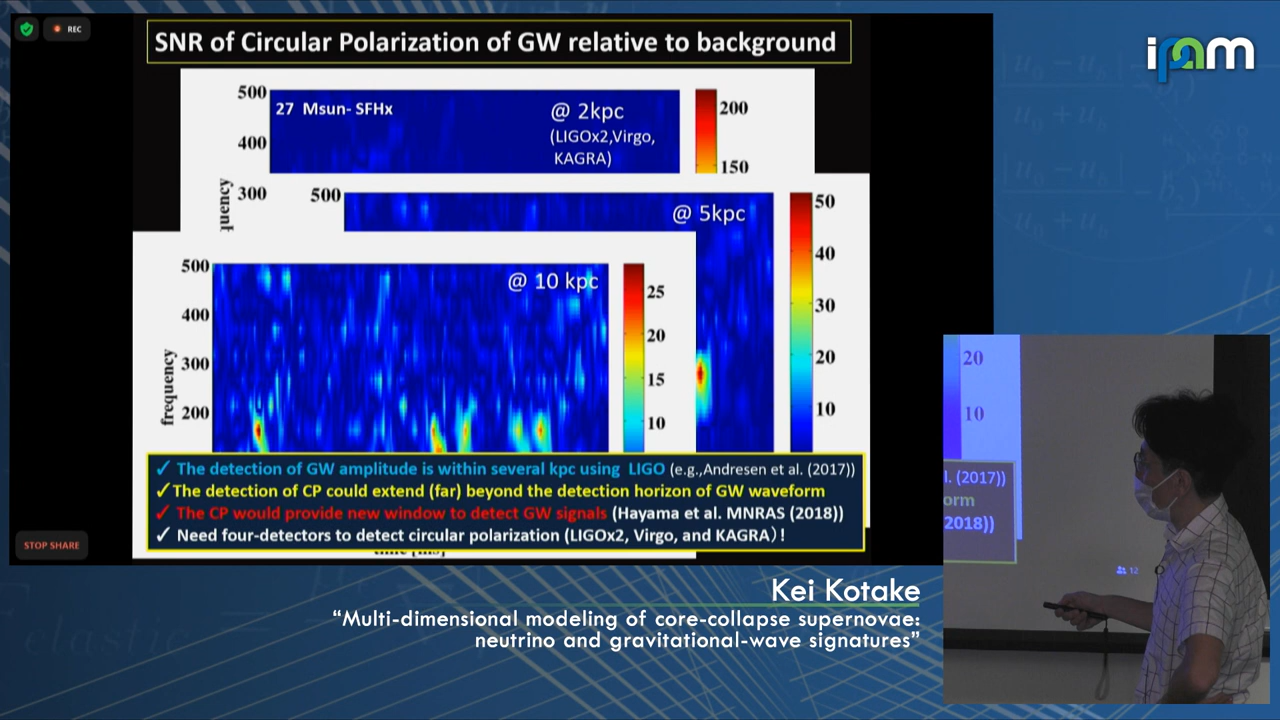 REC
SNR of Circular Polarization of GW relative to background
ipam
500
27 Msun- SFHx
@ 2kpc
(LIGOx2,Virgo,
KAGRA)
400
300
200
150
500
@ 5kpc
50
40
30
20
10
500
@ 10 kpc
400
300
200
frequency
25
20
15
10
✓ The detection of GW amplitude is within several kpc using LIGO (e.g.,Andresen et al. (2017))
✓The detection of CP could extend (far) beyond the detection horizon of GW waveform
✓ The CP would provide new window to detect GW signals (Hayama et al. MNRAS (2018))
✓ Need four-detectors to detect circular polarization (LIGOx2, Virgo, and KAGRA)!
STOP SHARE
20
10
l. (2017))
orm
2018))
12
Kei Kotake
“Multi-dimensional modeling of core-collapse supernovae:
neutrino and gravitational-wave signatures”
elastic